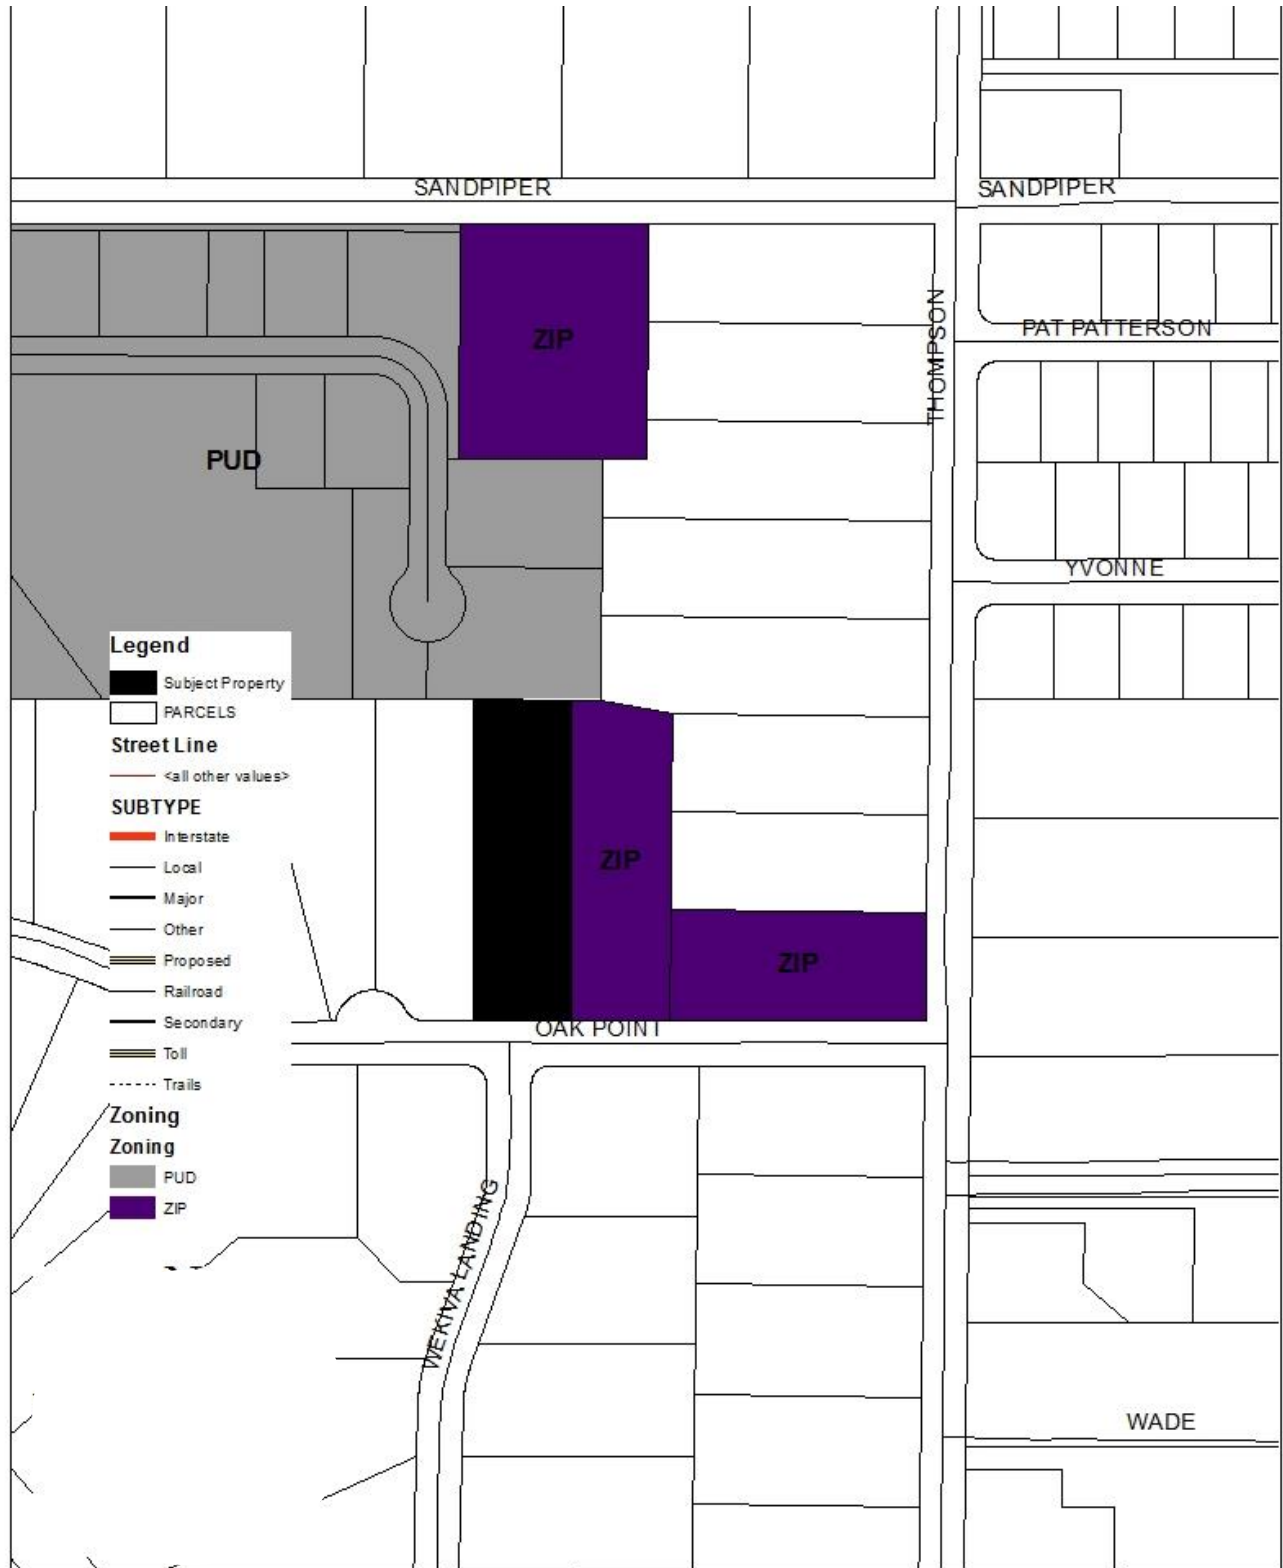 SANDPIPER
SANDPIPER
ZIP
THOMPSON
PAT PATTERSON
PUD
YVONNE
Legend
Subject Property
PARCELS
Street Line
<all other values>
SUBTYPE
Interstate
Local
Major
Other
Proposed
Railroad
Secondary
Toll
Trails
Zoning
Zoning
PUD
ZIP
ZIP
ZIP
OAK POINT
WEKIVA LANDING
WADE